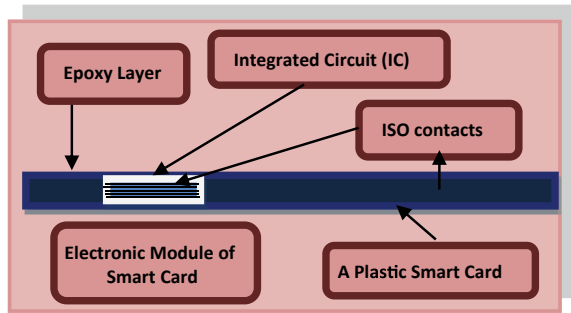 Epoxy Layer
Integrated Circuit (IC)
ISO contacts
Electronic Module of
Smart Card
A Plastic Smart Card